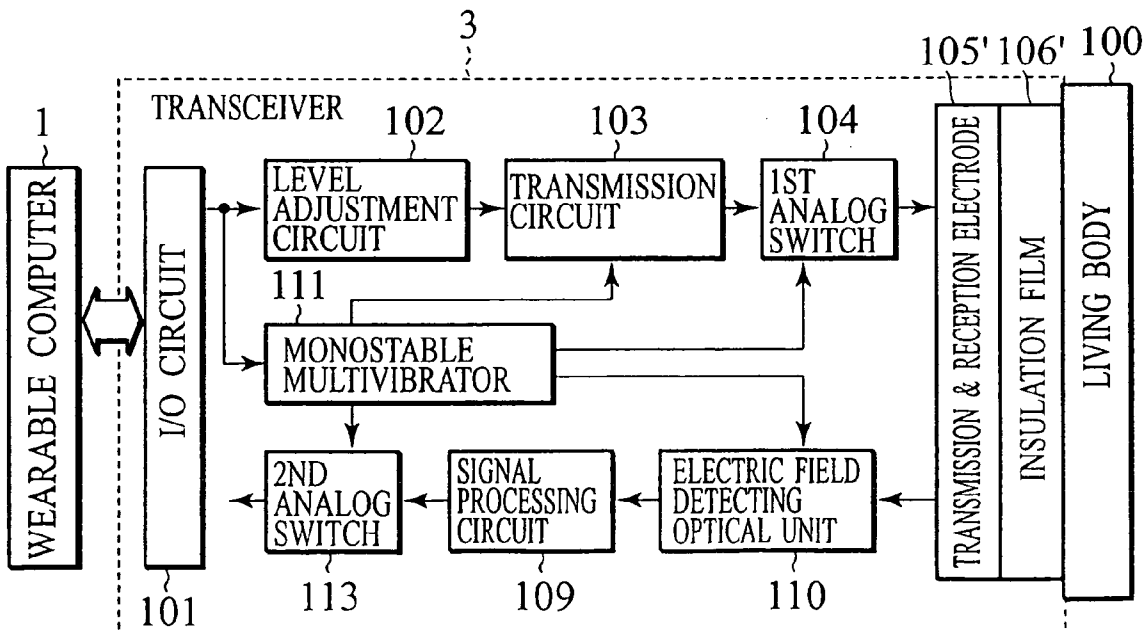 3
105'
106'
100
TRANSCEIVER
1
102
103
104
WEARABLE COMPUTER
I/O CIRCUIT
LEVEL
ADJUSTMENT
CIRCUIT
TRANSMISSION
CIRCUIT
1ST
ANALOG
SWITCH
TRANSMISSION & RECEPTION ELECTRODE
INSULATION FILM
LIVING BODY
111
MONOSTABLE
MULTIVIBRATOR
2ND
ANALOG
SWITCH
SIGNAL
PROCESSING
CIRCUIT
ELECTRIC FIELD
DETECTING
OPTICAL UNIT
101
113
109
110